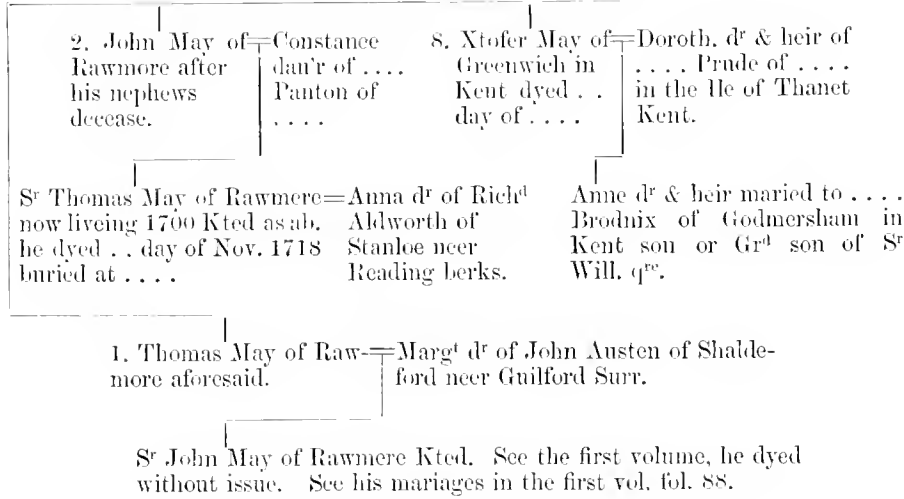 2. John May of
Rawmore after
his nephews
decease.
Constance
dau'r of ....
Panton of
....
8. Xtofer May of
Greenwich in
Kent dyed . .
day of ....
Doroth. dʳ & heir of
.... Prude of ....
in the Ile of Thanet
Kent.
Sʳ Thomas May of Rawmere
now liveing 1700 Kted as ab.
he dyed . . day of Nov. 1718
buried at ....
Anna dʳ of Richᵈ
Aldworth of
Stanloe neer
Reading berks.
Anne dʳ & heir maried to ....
Brodnix of Godmersham in
Kent son or Grᵈ son of Sʳ
Will. qʳᵉ.
1. Thomas May of Raw-
more aforesaid.
Margᵗ dʳ of John Austen of Shalde-
ford neer Guilford Surr.
Sʳ John May of Rawmere Kted. See the first volume, he dyed
without issue. See his mariages in the first vol. fol. 88.